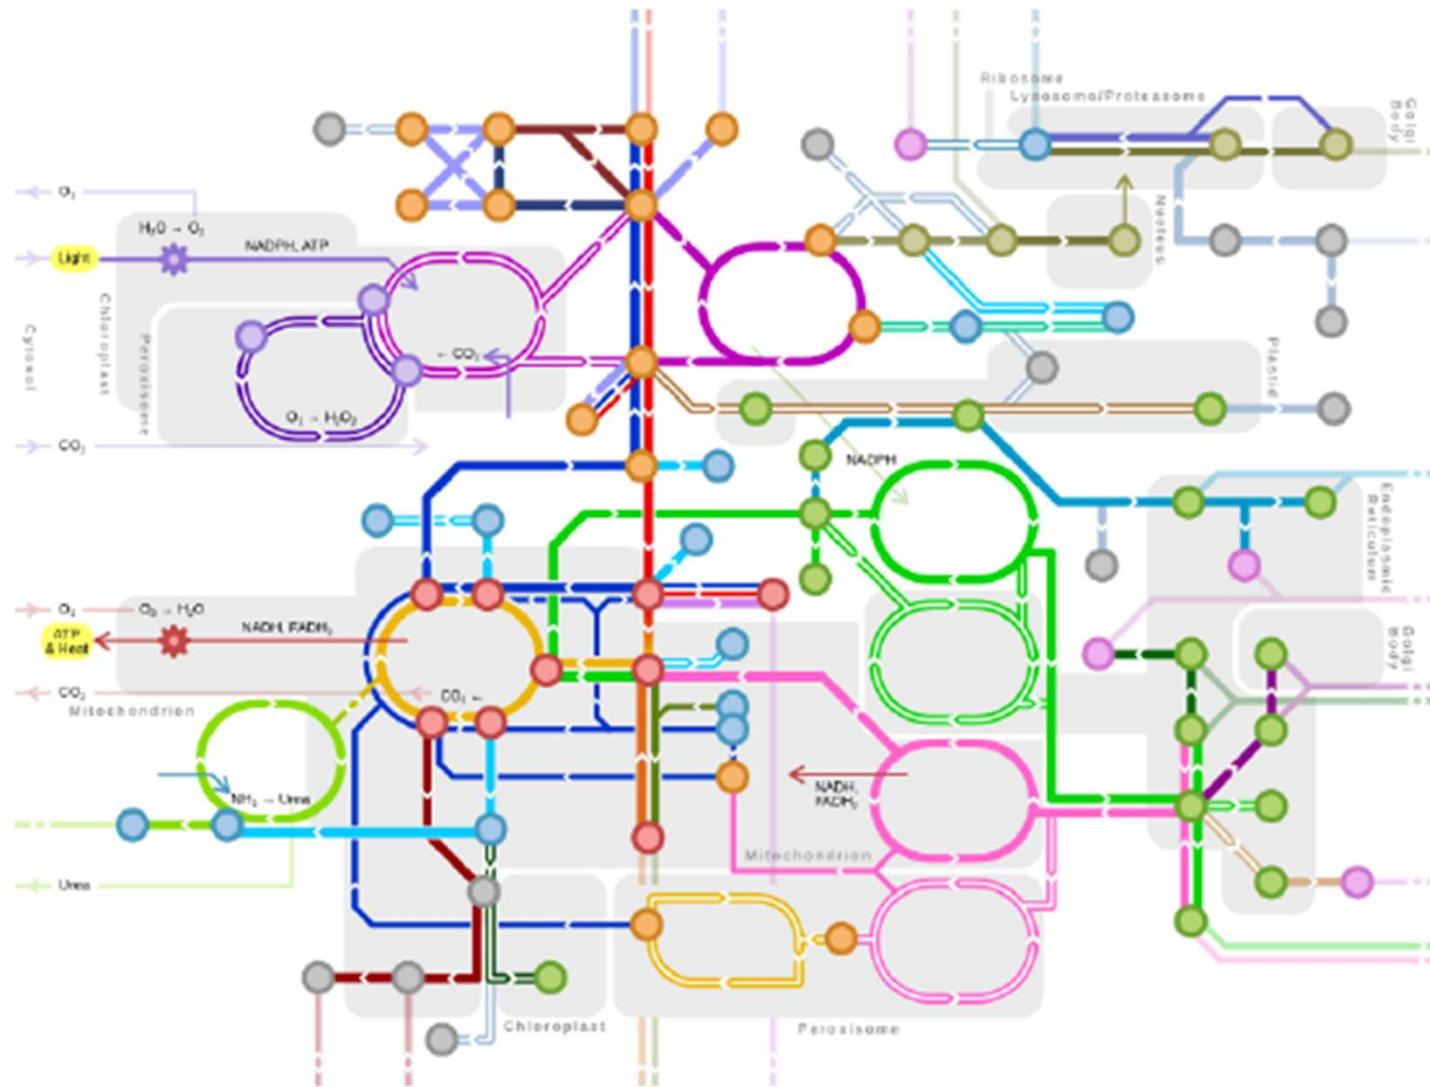 Ribosome
Lysosome/Proteasome
Golgi
Body
O₂
H₂O → O₂
Light
NADPH, ATP
Nucleus
Chloroplast
Cytosol
Peroxisome
← CO₂
O₂ → H₂O₂
CO₂
Plastid
NADPH
Endoplasmic
Reticulum
O₂
O₂ → H₂O
ATP
& Heat
NADH, FADH₂
Golgi
Body
CO₂
CO₂ ←
Mitochondrion
NADH,
FADH₂
NH₃ → Urea
Mitochondrion
Urea
Chloroplast
Peroxisome